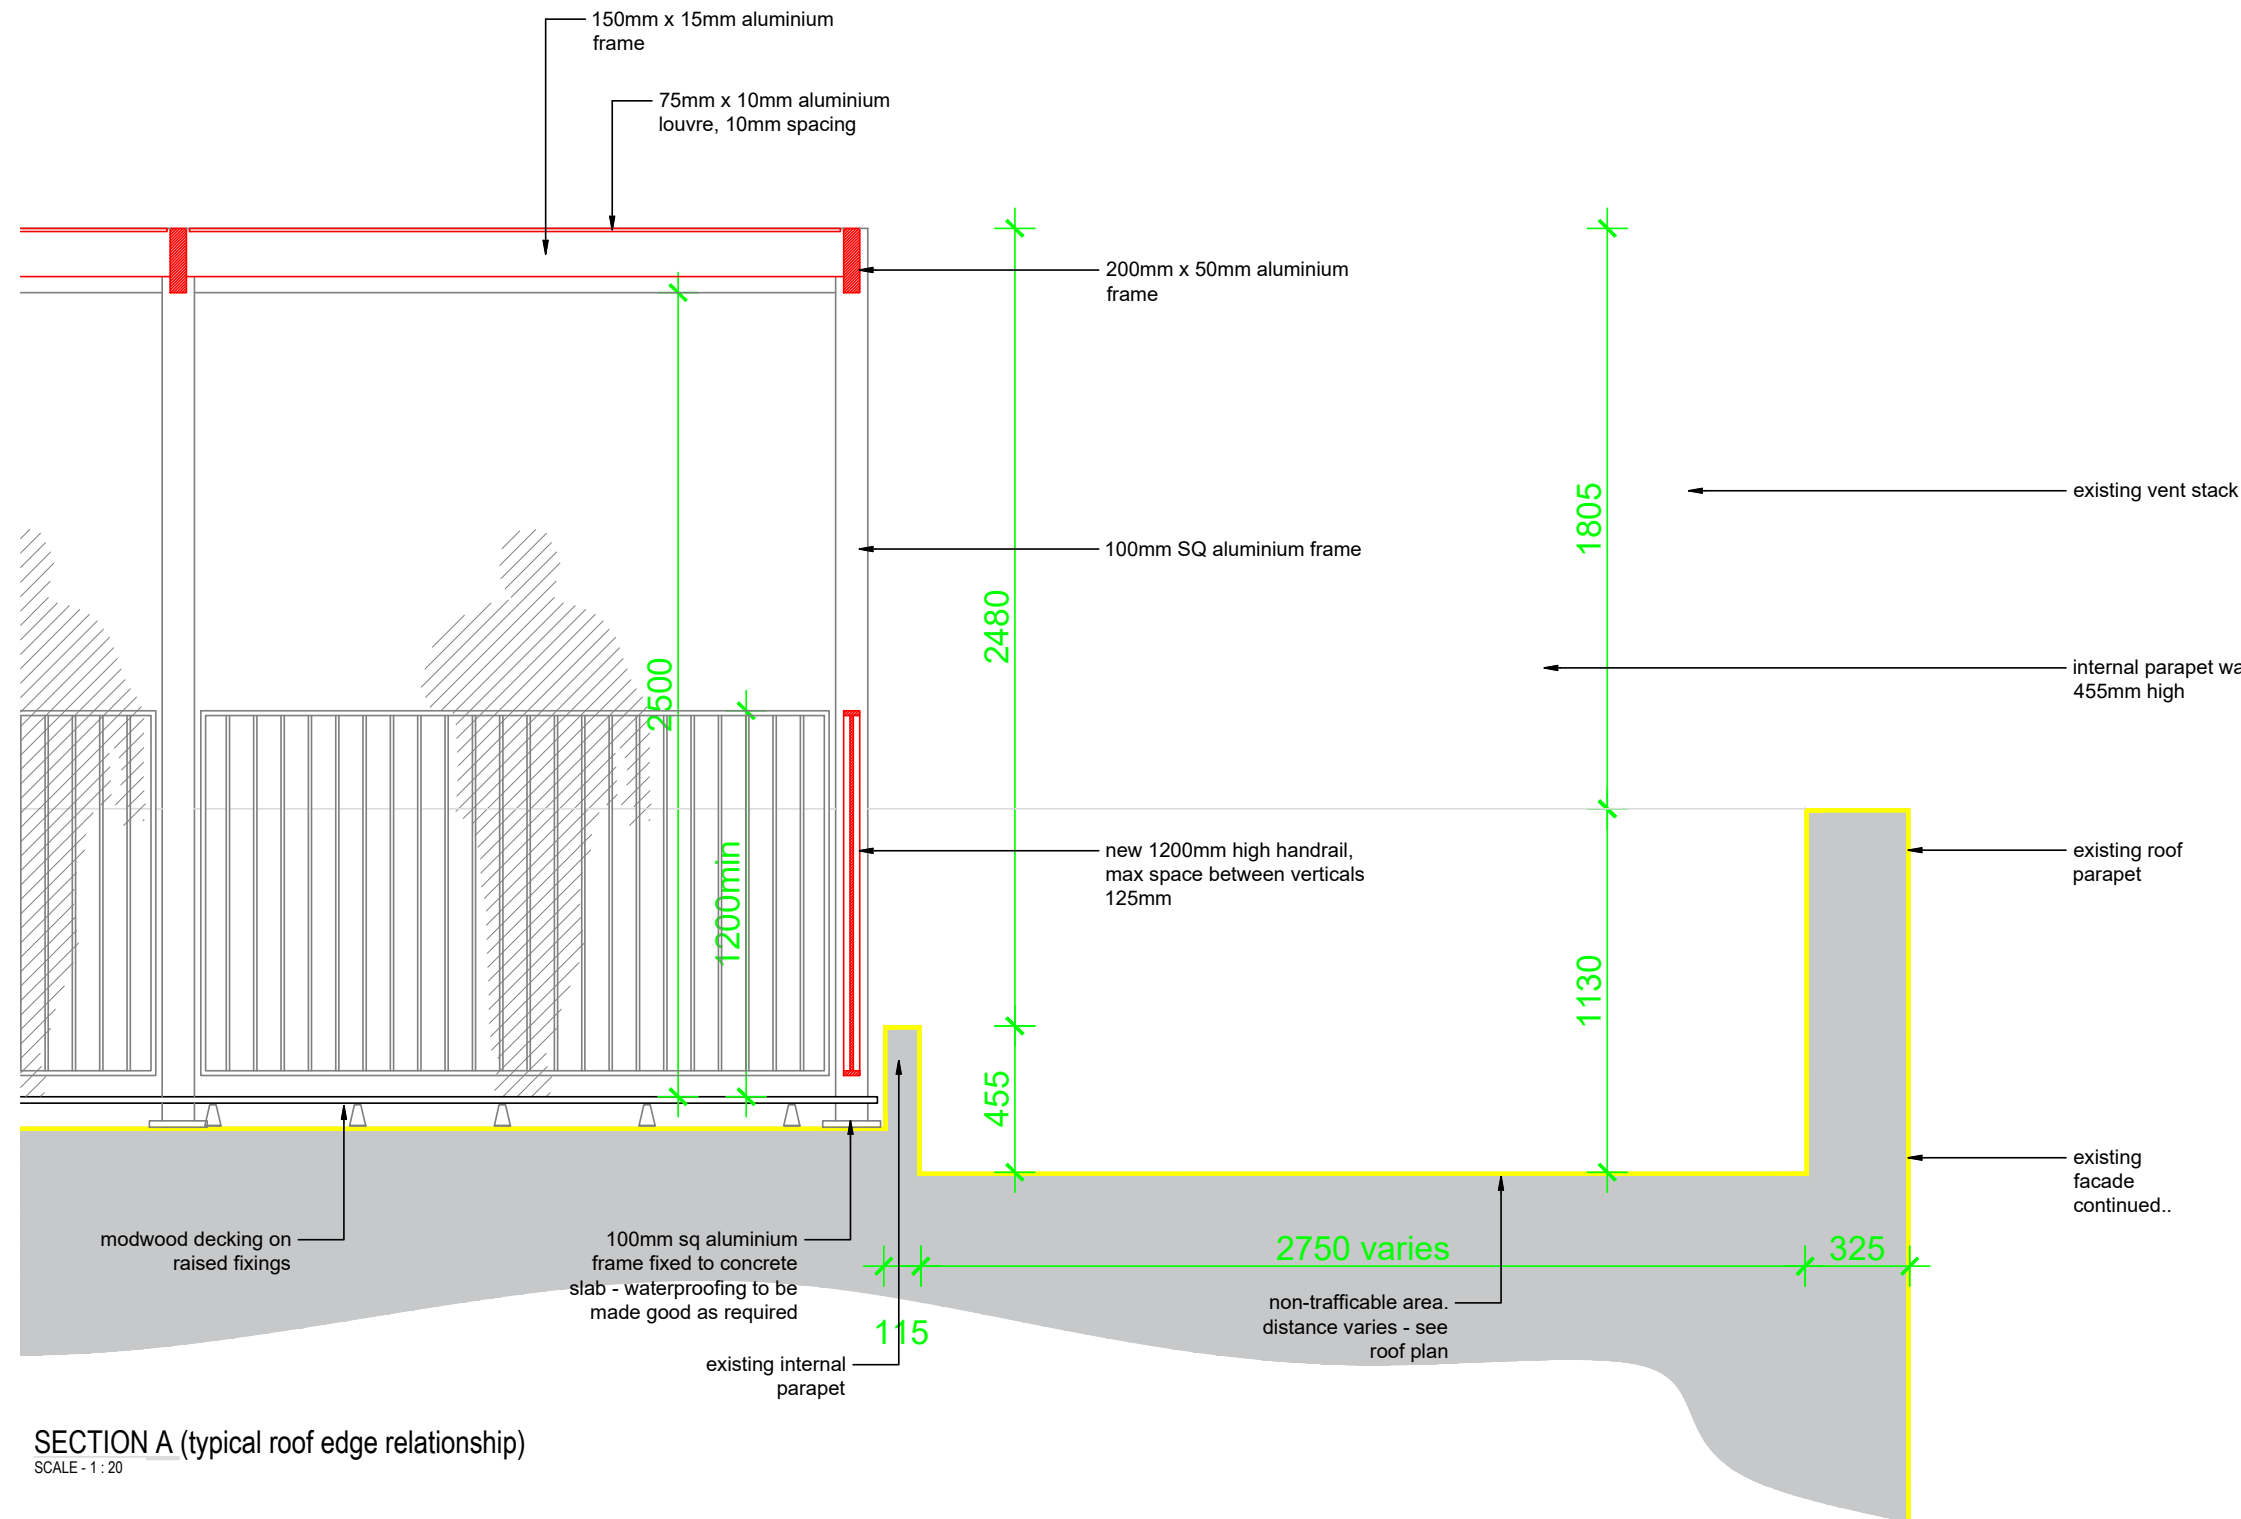 150mm x 15mm aluminium
frame
75mm x 10mm aluminium
louvre, 10mm spacing
200mm x 50mm aluminium
frame
1805
existing vent stack
100mm SQ aluminium frame
2480
2500
internal parapet wa
455mm high
1200min
new 1200mm high handrail,
max space between verticals
125mm
existing roof
parapet
1130
455
existing
facade
continued..
modwood decking on
raised fixings
100mm sq aluminium
frame fixed to concrete
slab - waterproofing to be
made good as required
2750 varies
325
non-trafficable area.
distance varies - see
roof plan
115
existing internal
parapet
SECTION A (typical roof edge relationship)
SCALE - 1 : 20